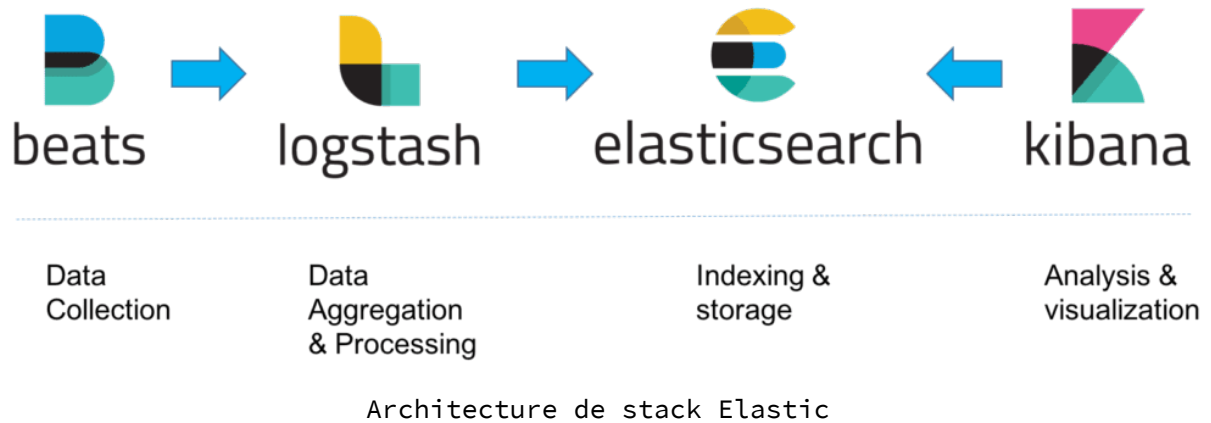 beats
logstash
elasticsearch
kibana
Data
Collection
Data
Aggregation
& Processing
Indexing &
storage
Analysis &
visualization
Architecture de stack Elastic